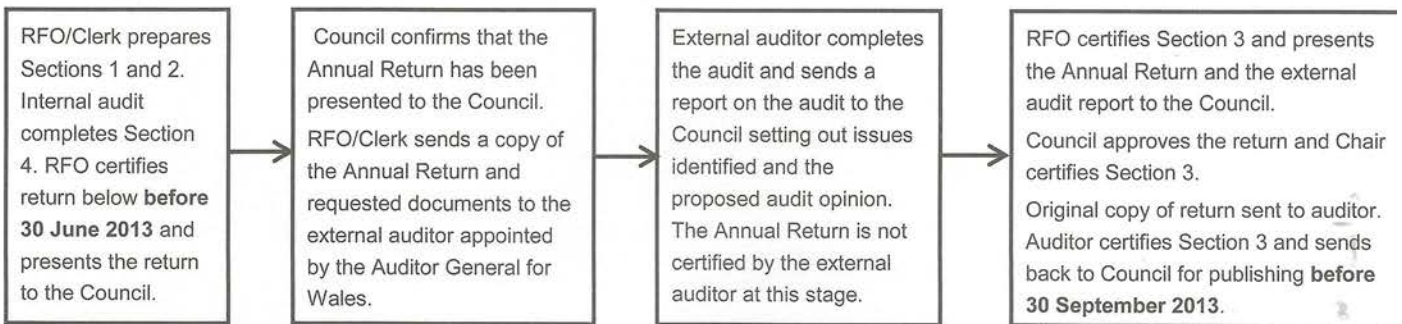 RFO/Clerk prepares
Sections 1 and 2.
Internal audit
completes Section
4. RFO certifies
return below before
30 June 2013 and
presents the return
to the Council.
Council confirms that the
Annual Return has been
presented to the Council.
RFO/Clerk sends a copy of
the Annual Return and
requested documents to the
external auditor appointed
by the Auditor General for
Wales.
External auditor completes
the audit and sends a
report on the audit to the
Council setting out issues
identified and the
proposed audit opinion.
The Annual Return is not
certified by the external
auditor at this stage.
RFO certifies Section 3 and presents
the Annual Return and the external
audit report to the Council.
Council approves the return and Chair
certifies Section 3.
Original copy of return sent to auditor.
Auditor certifies Section 3 and sends
back to Council for publishing before
30 September 2013.